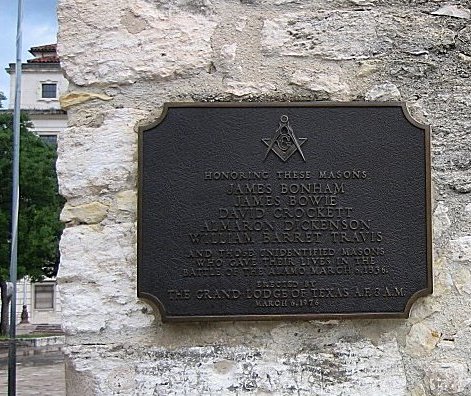 G
HONORING THESE MASONS
JAMES BONHAM
JAMES BOWIE
DAVID CROCKETT
ALMARON DICKENSON
WILLIAM BARRET TRAVIS
AND THOSE UNIDENTIFIED MASONS
WHO GAVE THEIR LIVES IN THE
BATTLE OF THE ALAMO MARCH 6, 1836.
ERECTED BY
THE GRAND LODGE OF TEXAS A.F.&A.M.
MARCH 6, 1976